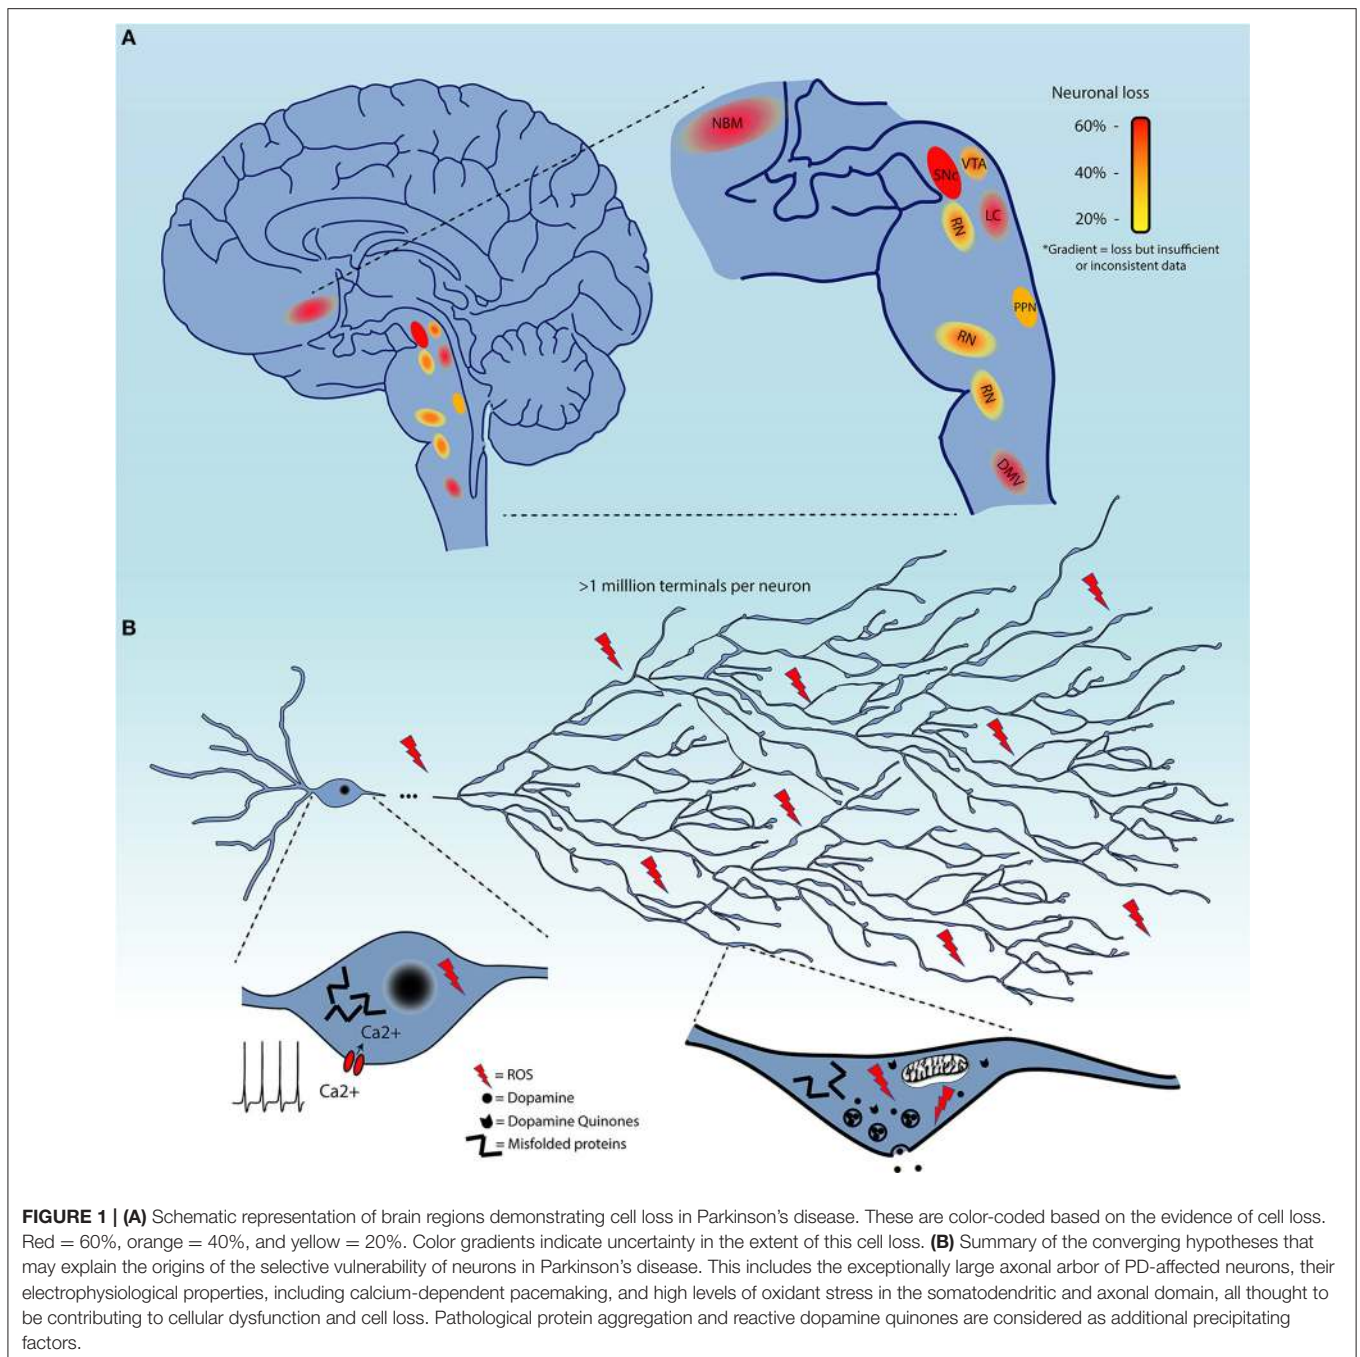 A
NBM
SNc
VTA
LC
RN
PPN
RN
RN
DMV
Neuronal loss
60% -
40% -
20% -
*Gradient = loss but insufficient
or inconsistent data
>1 milllion terminals per neuron
B
...
Ca2+
Ca2+
= ROS
= Dopamine
= Dopamine Quinones
= Misfolded proteins
FIGURE 1 | (A) Schematic representation of brain regions demonstrating cell loss in Parkinson’s disease. These are color-coded based on the evidence of cell loss.
Red = 60%, orange = 40%, and yellow = 20%. Color gradients indicate uncertainty in the extent of this cell loss. (B) Summary of the converging hypotheses that
may explain the origins of the selective vulnerability of neurons in Parkinson’s disease. This includes the exceptionally large axonal arbor of PD-affected neurons, their
electrophysiological properties, including calcium-dependent pacemaking, and high levels of oxidant stress in the somatodendritic and axonal domain, all thought to
be contributing to cellular dysfunction and cell loss. Pathological protein aggregation and reactive dopamine quinones are considered as additional precipitating
factors.